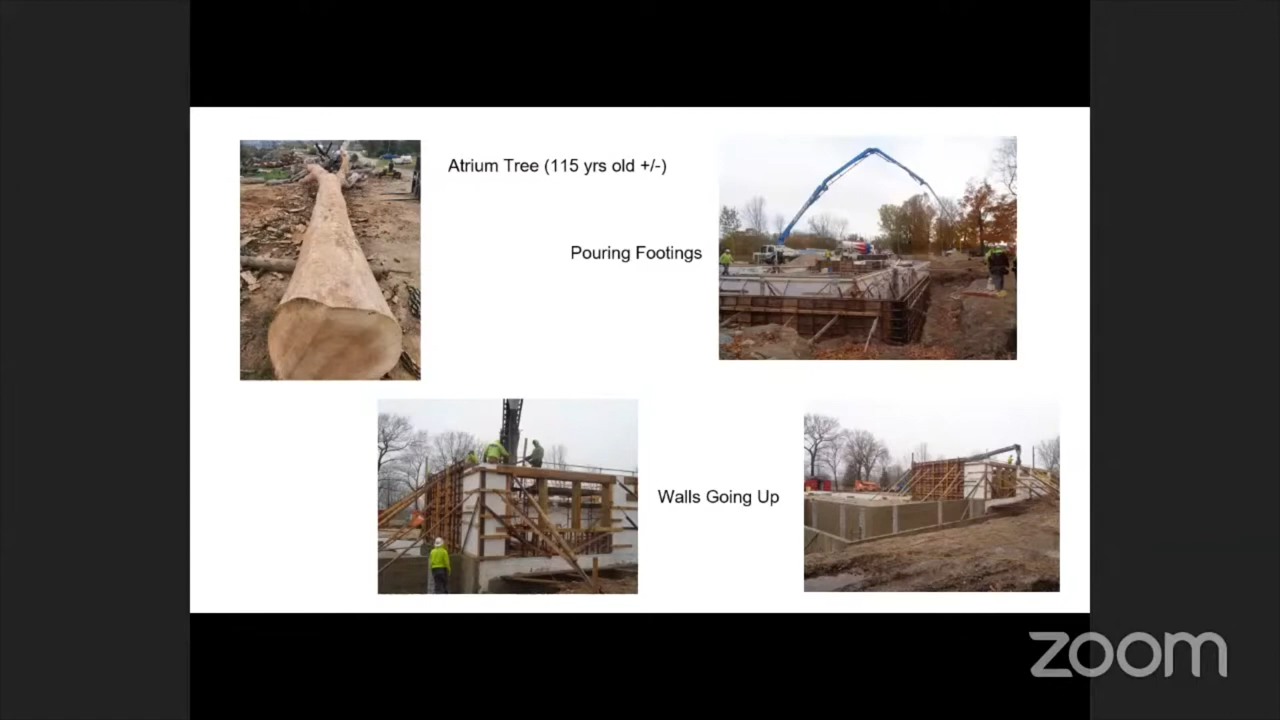 Atrium Tree (115 yrs old +/-)
Pouring Footings
Walls Going Up
zoom